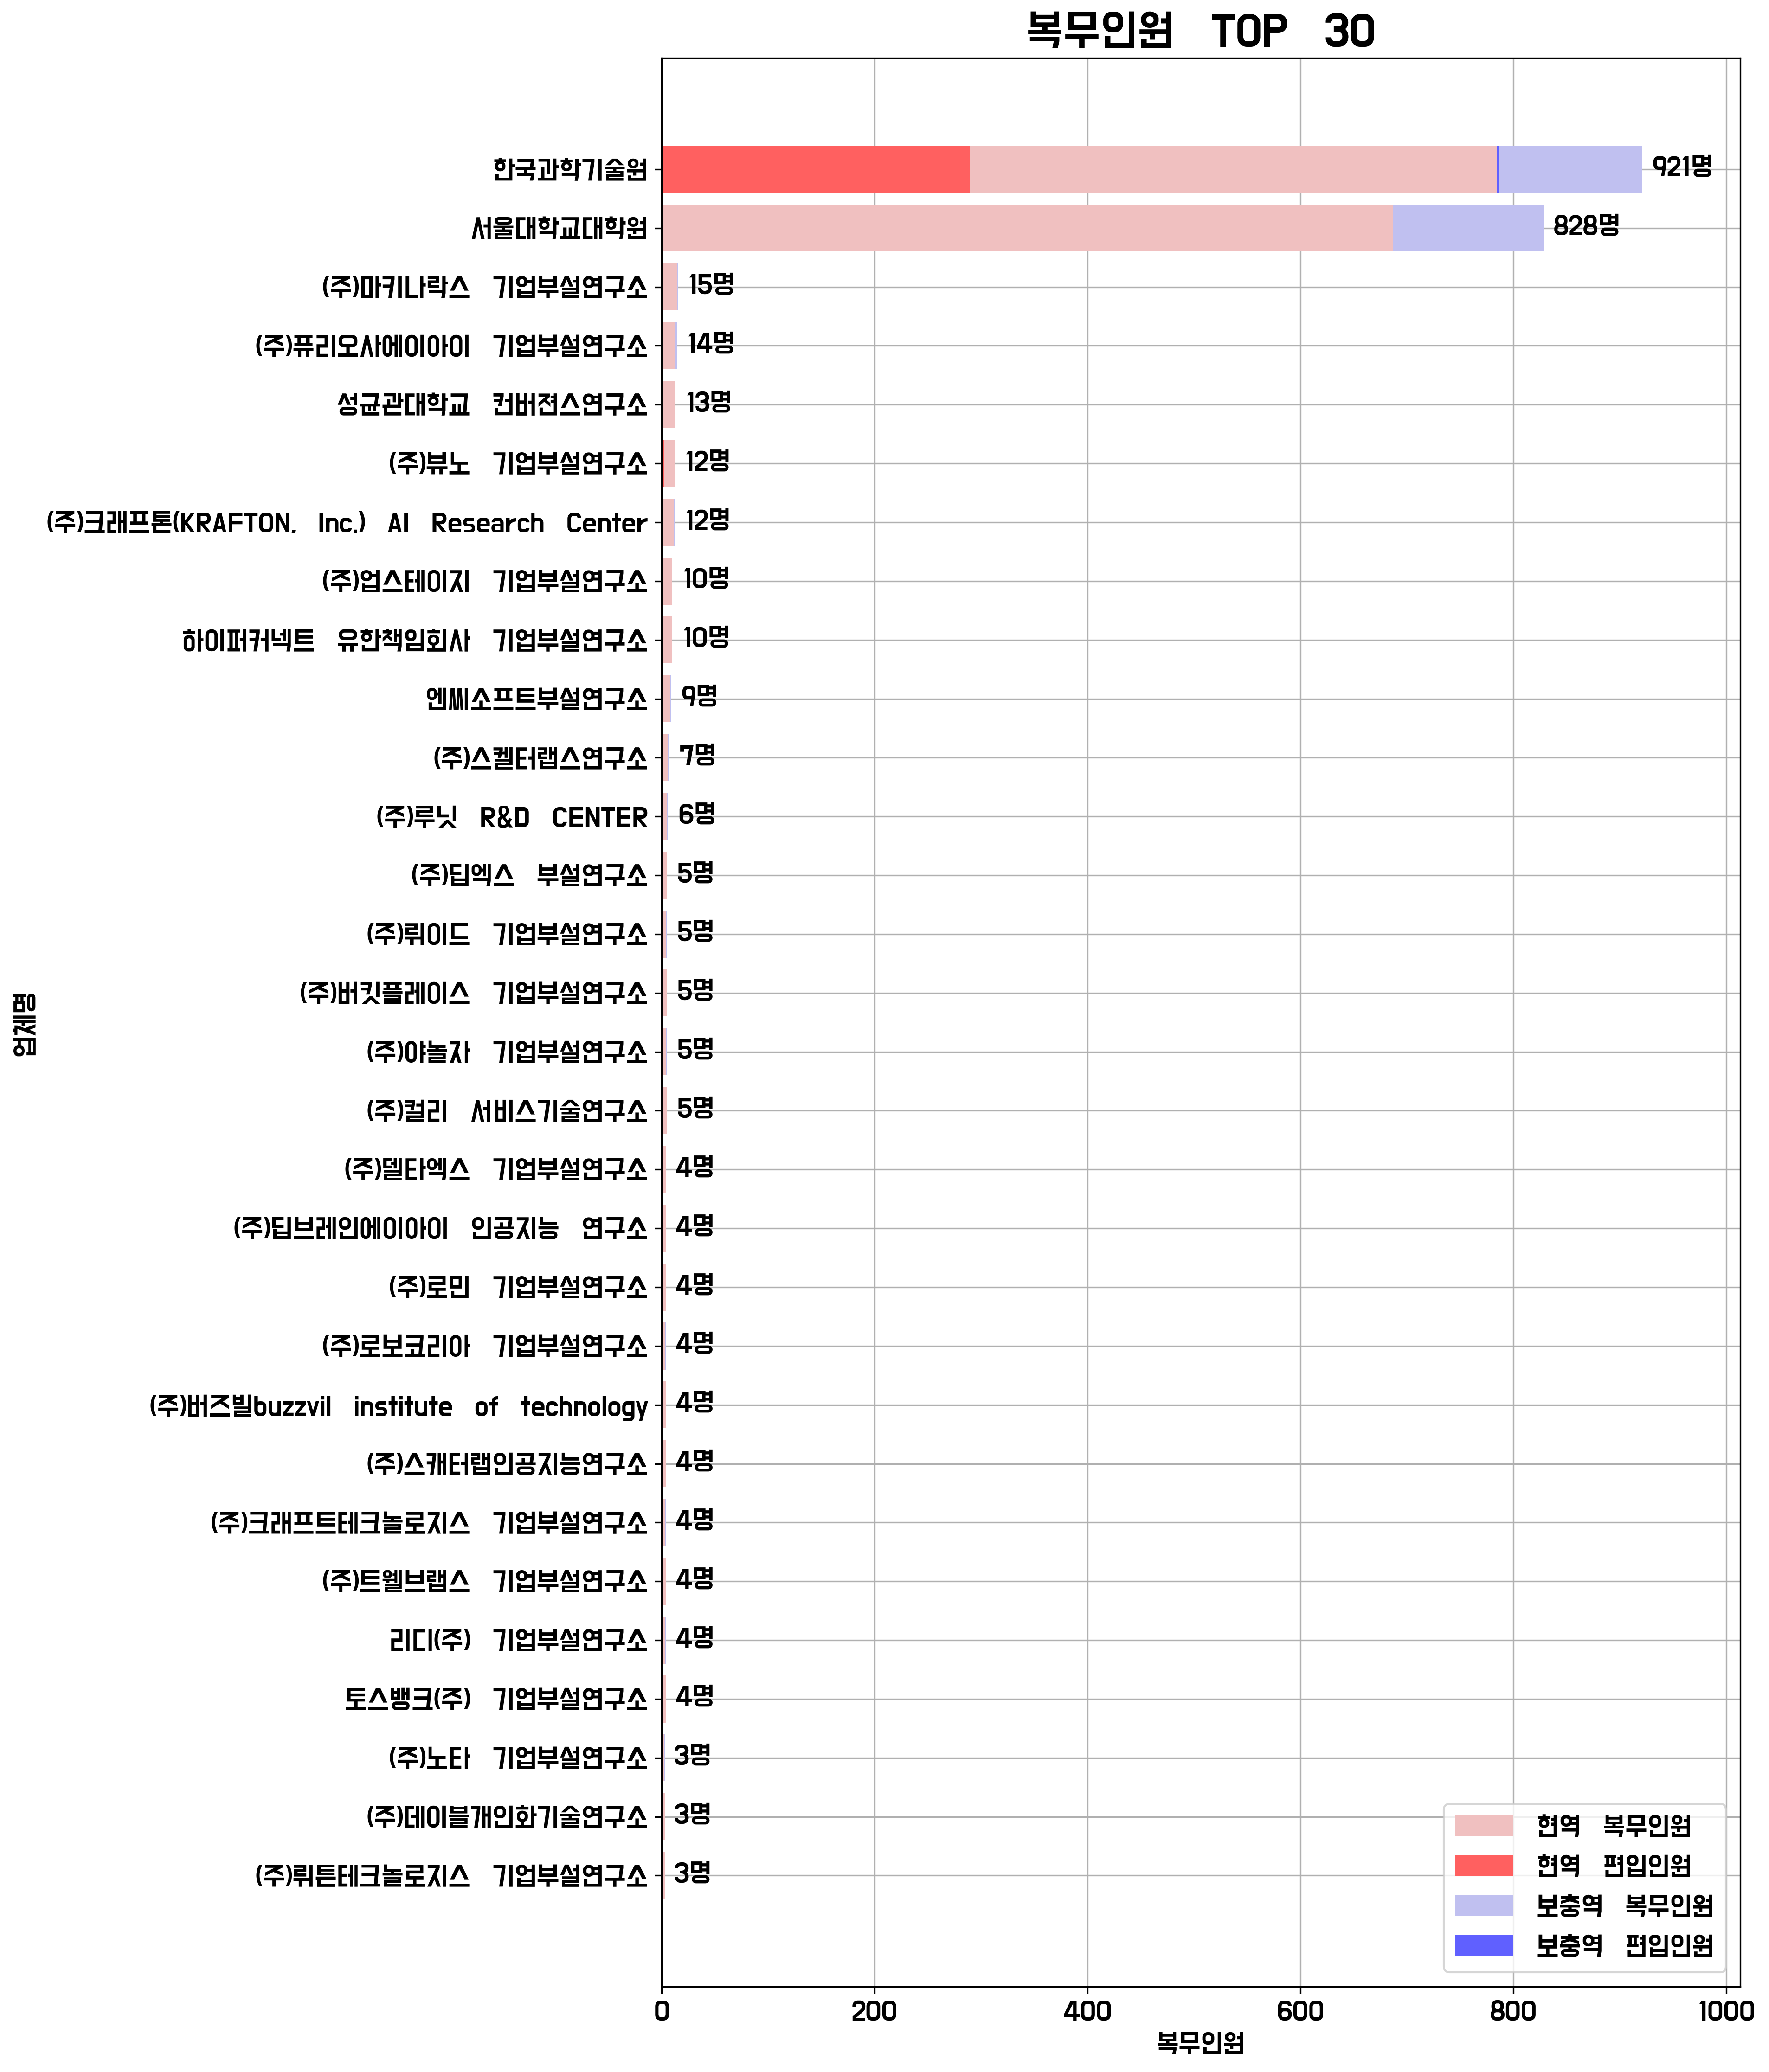 복무인원 TOP 30
한국과학기술원 921명
서울대학교대학원 828명
(주)마키나락스 기업부설연구소 15명
(주)퓨리오사에이아이 기업부설연구소 14명
성균관대학교 컨버젼스연구소 13명
(주)뷰노 기업부설연구소 12명
(주)크래프톤(KRAFTON, Inc.) AI Research Center 12명
(주)업스테이지 기업부설연구소 10명
하이퍼커넥트 유한책임회사 기업부설연구소 10명
엔씨소프트부설연구소 9명
(주)스켈터랩스연구소 7명
(주)루닛 R&D CENTER 6명
(주)딥엑스 부설연구소 5명
(주)뤼이드 기업부설연구소 5명
(주)버킷플레이스 기업부설연구소 5명
(주)야놀자 기업부설연구소 5명
(주)컬리 서비스기술연구소 5명
(주)델타엑스 기업부설연구소 4명
(주)딥브레인에이아이 인공지능 연구소 4명
(주)로민 기업부설연구소 4명
(주)로보코리아 기업부설연구소 4명
(주)버즈빌buzzvil institute of technology 4명
(주)스캐터랩인공지능연구소 4명
(주)크래프트테크놀로지스 기업부설연구소 4명
(주)트웰브랩스 기업부설연구소 4명
리디(주) 기업부설연구소 4명
토스뱅크(주) 기업부설연구소 4명
(주)노타 기업부설연구소 3명
(주)데이블개인화기술연구소 3명
(주)뤼튼테크놀로지스 기업부설연구소 3명
업체명
현역 복무인원
현역 편입인원
보충역 복무인원
보충역 편입인원
0 200 400 600 800 1000
복무인원